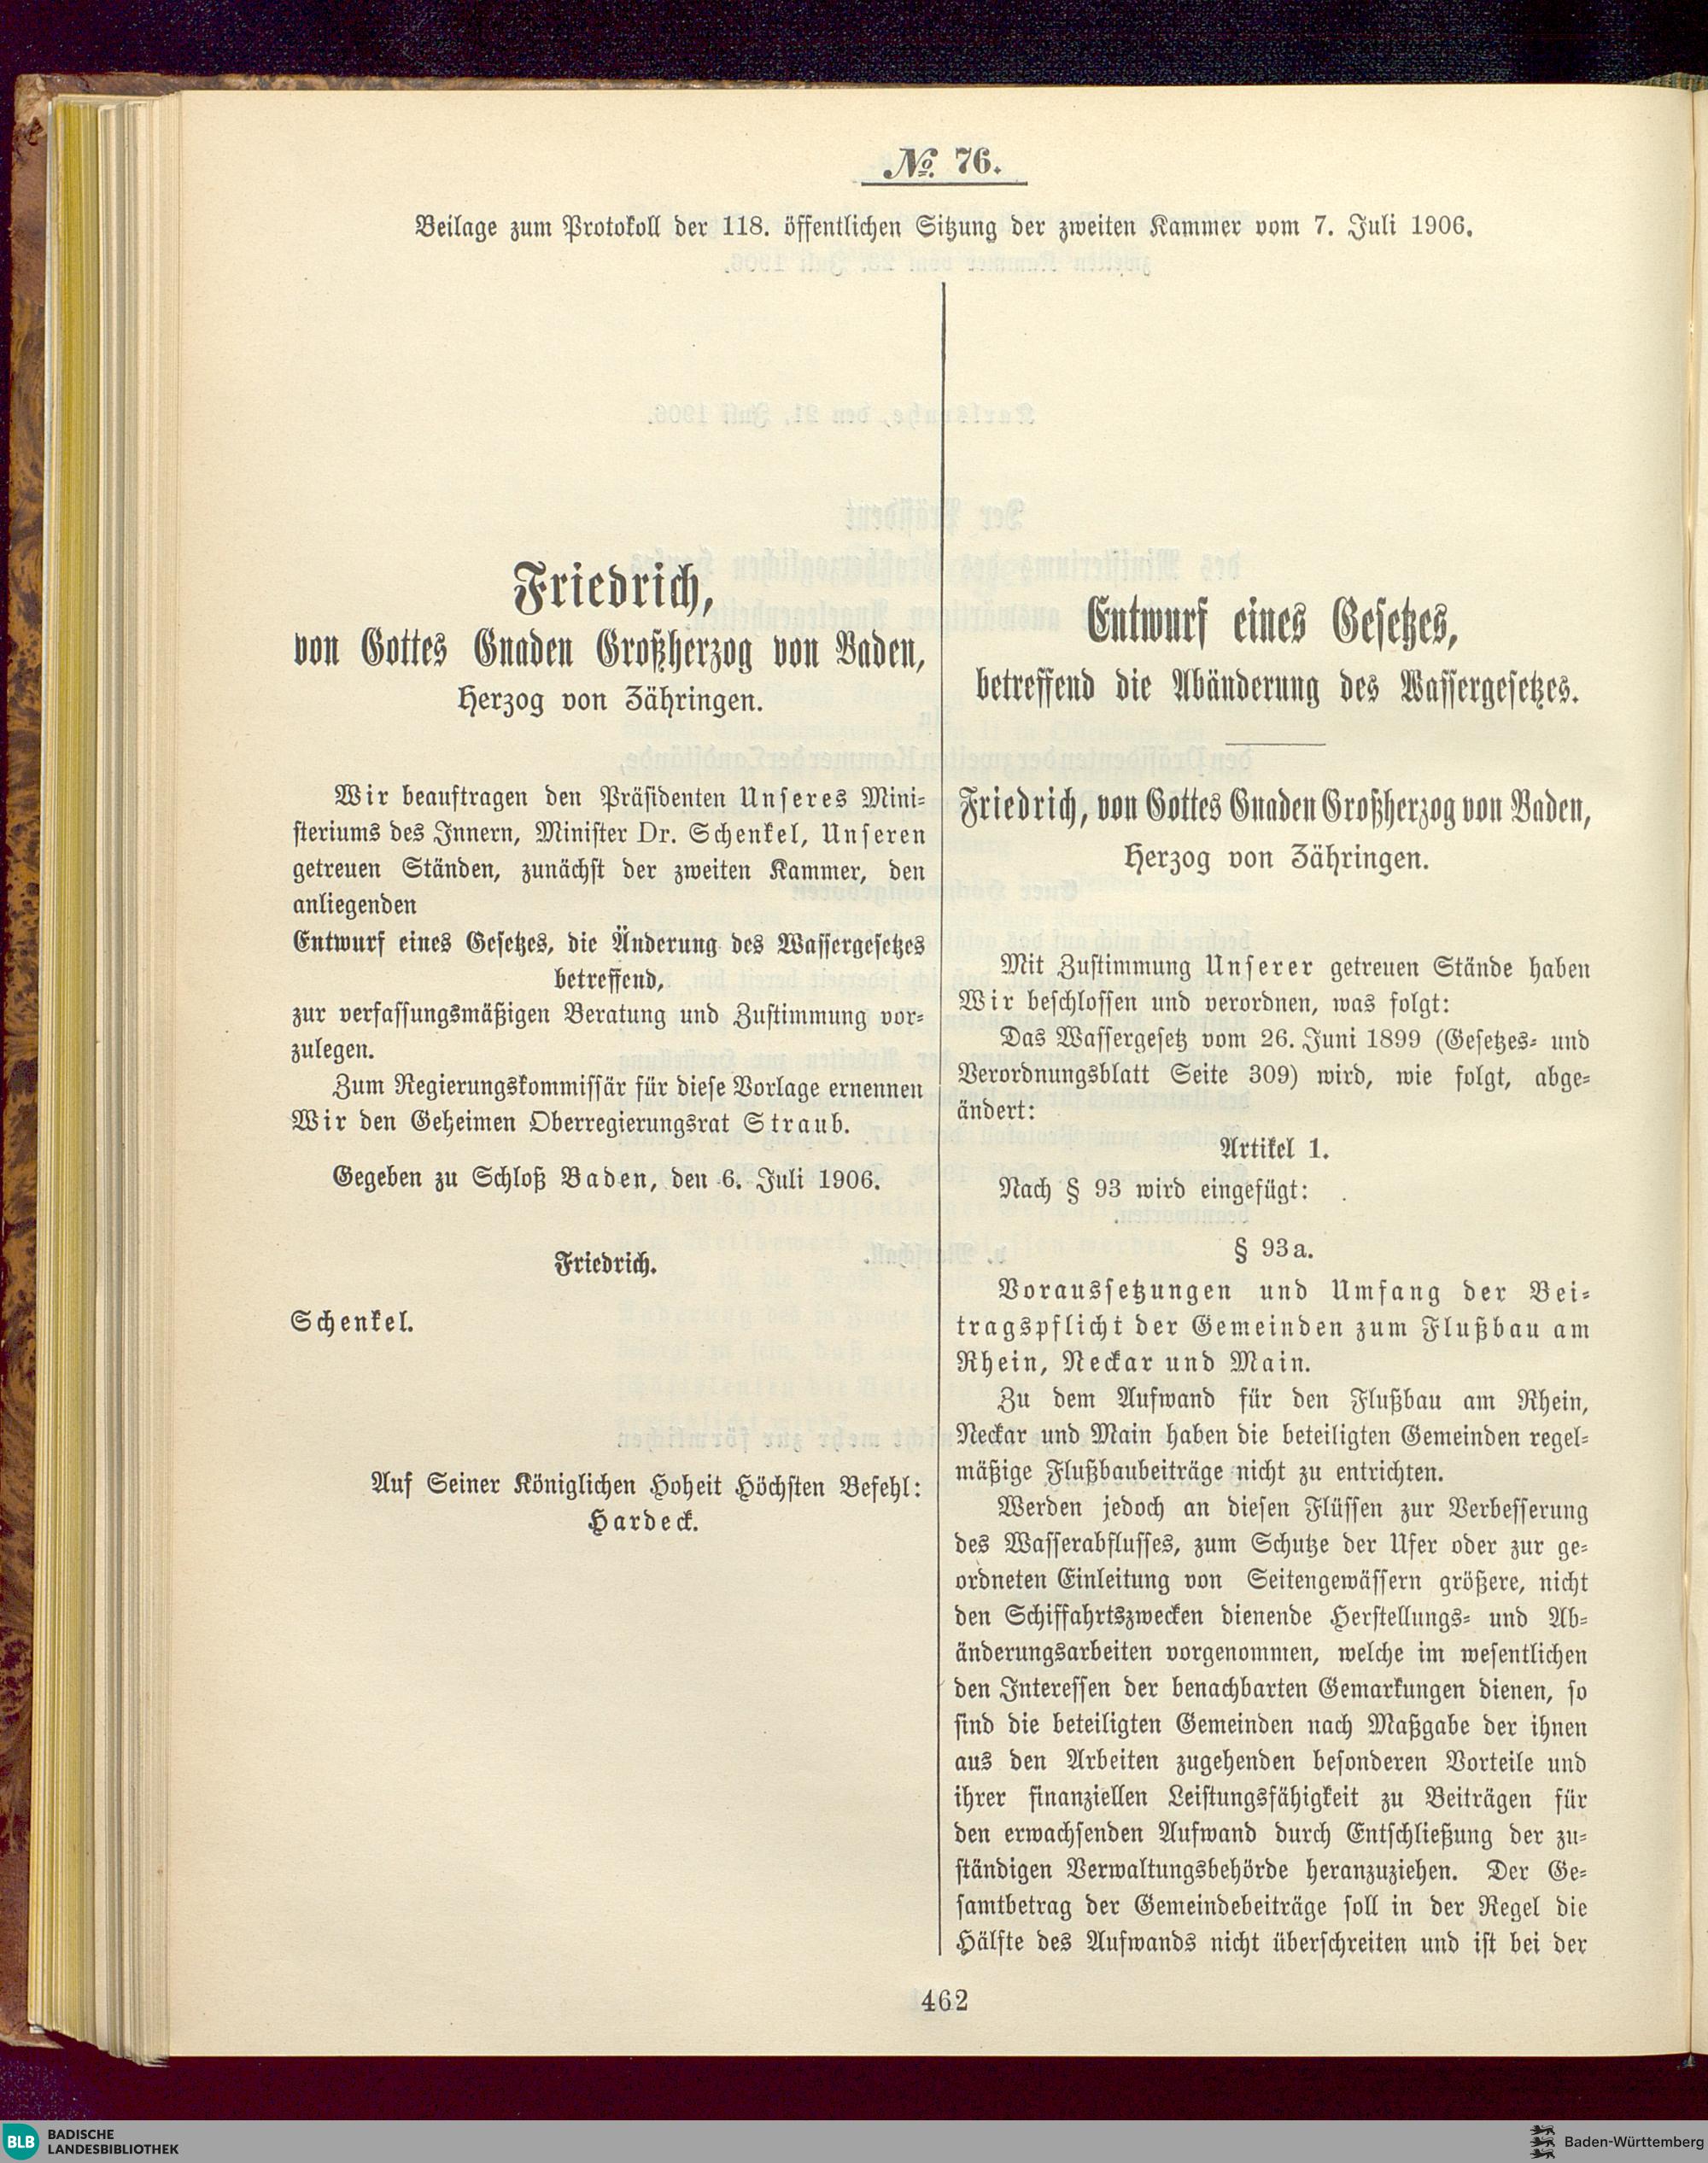 № 76.
Beilage zum Protokoll der 118. öffentlichen Sitzung der zweiten Kammer vom 7. Juli 1906.
Friedrich,
von Gottes Gnaden Großherzog von Baden,
Herzog von Zähringen.
Wir beauftragen den Präsidenten Unseres Mini-
steriums des Innern, Minister Dr. Schenkel, Unseren
getreuen Ständen, zunächst der zweiten Kammer, den
anliegenden
Entwurf eines Gesetzes, die Änderung des Wassergesetzes
betreffend,
zur verfassungsmäßigen Beratung und Zustimmung vor-
zulegen.
Zum Regierungskommissär für diese Vorlage ernennen
Wir den Geheimen Oberregierungsrat Straub.
Gegeben zu Schloß Baden, den 6. Juli 1906.
Friedrich.
Schenkel.
Auf Seiner Königlichen Hoheit Höchsten Befehl:
Hardeck.
Entwurf eines Gesetzes,
betreffend die Abänderung des Wassergesetzes.
Friedrich, von Gottes Gnaden Großherzog von Baden,
Herzog von Zähringen.
Mit Zustimmung Unserer getreuen Stände haben
Wir beschlossen und verordnen, was folgt:
Das Wassergesetz vom 26. Juni 1899 (Gesetzes- und
Verordnungsblatt Seite 309) wird, wie folgt, abge-
ändert:
Artikel 1.
Nach § 93 wird eingefügt:
§ 93a.
Voraussetzungen und Umfang der Bei-
tragspflicht der Gemeinden zum Flußbau am
Rhein, Neckar und Main.
Zu dem Aufwand für den Flußbau am Rhein,
Neckar und Main haben die beteiligten Gemeinden regel-
mäßige Flußbaubeiträge nicht zu entrichten.
Werden jedoch an diesen Flüssen zur Verbesserung
des Wasserabflusses, zum Schutze der Ufer oder zur ge-
ordneten Einleitung von Seitengewässern größere, nicht
den Schiffahrtszwecken dienende Herstellungs- und Ab-
änderungsarbeiten vorgenommen, welche im wesentlichen
den Interessen der benachbarten Gemarkungen dienen, so
sind die beteiligten Gemeinden nach Maßgabe der ihnen
aus den Arbeiten zugehenden besonderen Vorteile und
ihrer finanziellen Leistungsfähigkeit zu Beiträgen für
den erwachsenden Aufwand durch Entschließung der zu-
ständigen Verwaltungsbehörde heranzuziehen. Der Ge-
samtbetrag der Gemeindebeiträge soll in der Regel die
Hälfte des Aufwands nicht überschreiten und ist bei der
462
BLB BADISCHE
LANDESBIBLIOTHEK
Baden-Württemberg